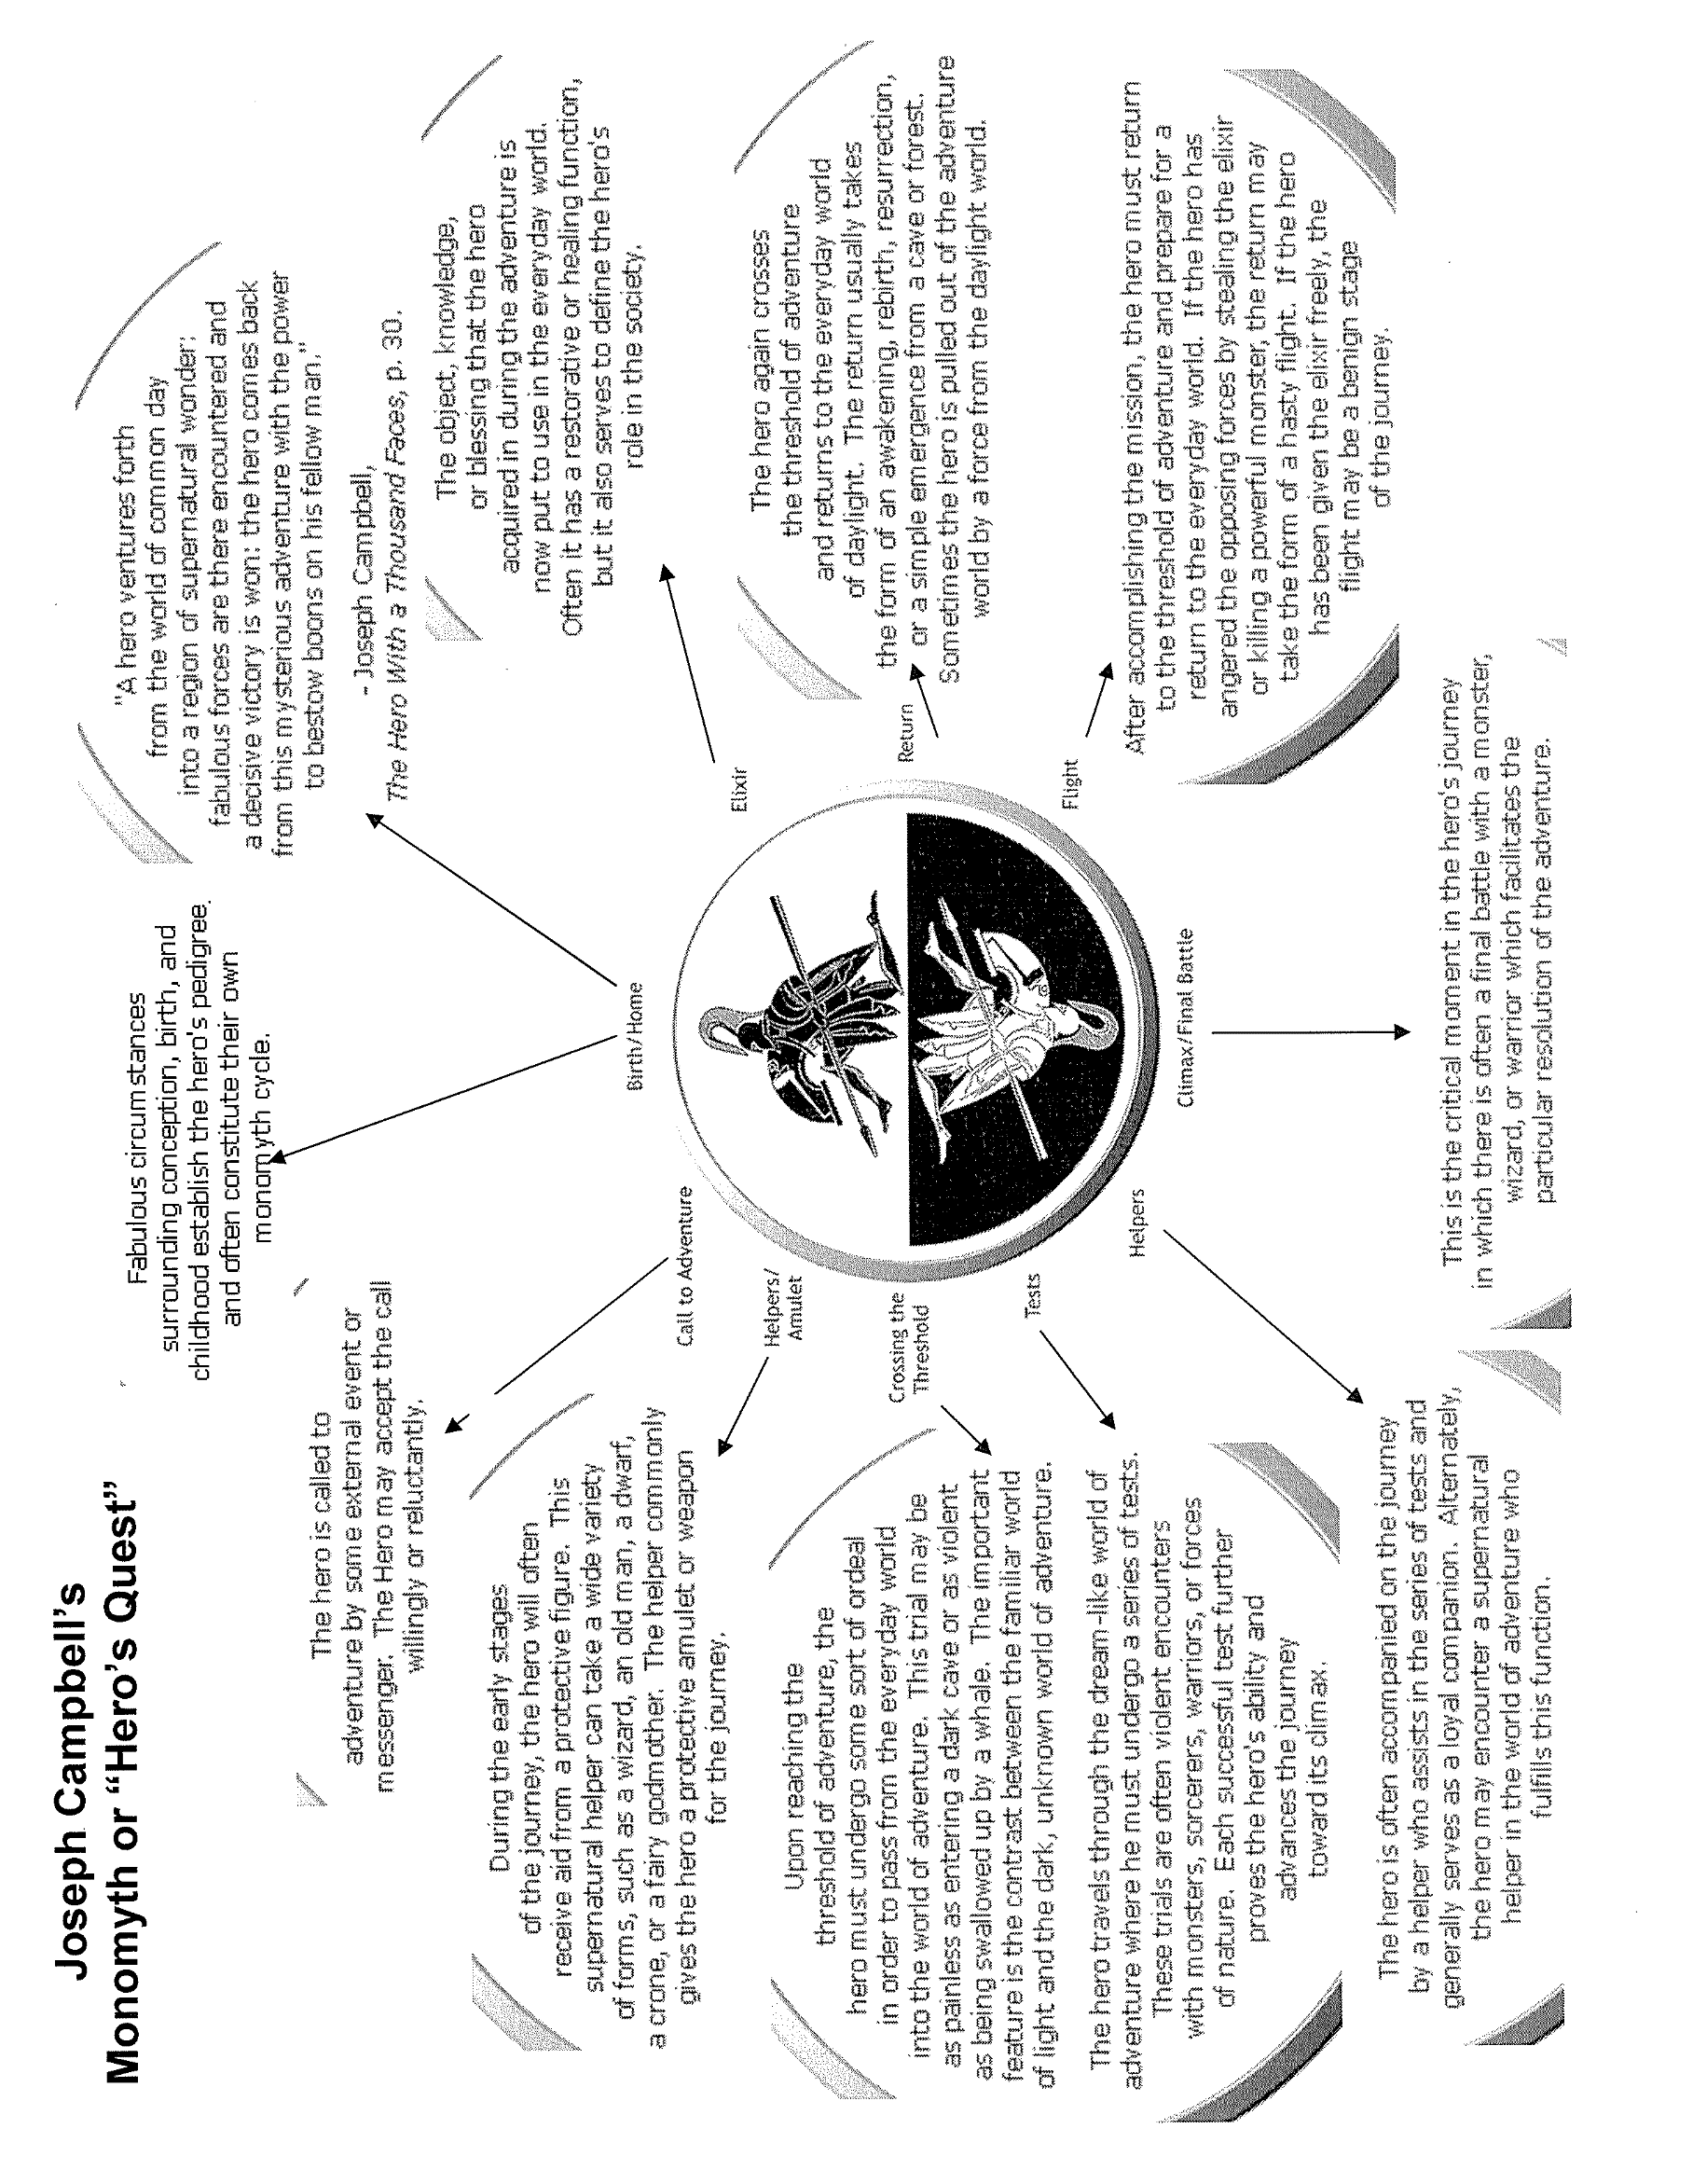 Joseph Campbell's
Monomyth or “Hero's Quest”
Fabulous circumstances
surrounding conception, birth, and
childhood establish the hero's pedigree,
and often constitute their own
monomyth cycle.
"A hero ventures forth
from the world of common day
into a region of supernatural wonder:
fabulous forces are there encountered and
a decisive victory is won: the hero comes back
from this mysterious adventure with the power
to bestow boons on his fellow man."
- Joseph Campbell,
The Hero With a Thousand Faces, p. 30.
The hero is called to
adventure by some external event or
messenger. The Hero may accept the call
willingly or reluctantly.
During the early stages
of the journey, the hero will often
receive aid from a protective figure. This
supernatural helper can take a wide variety
of forms, such as a wizard, an old man, a dwarf,
a crone, or a fairy godmother. The helper commonly
gives the hero a protective amulet or weapon
for the journey.
Upon reaching the
threshold of adventure, the
hero must undergo some sort of ordeal
in order to pass from the everyday world
into the world of adventure. This trial may be
as painless as entering a dark cave or as violent
as being swallowed up by a whale. The important
feature is the contrast between the familiar world
of light and the dark, unknown world of adventure.
The hero travels through the dream-like world of
adventure where he must undergo a series of tests.
These trials are often violent encounters
with monsters, sorcerers, warriors, or forces
of nature. Each successful test further
proves the hero's ability and
advances the journey
toward its climax.
The hero is often accompanied on the journey
by a helper who assists in the series of tests and
generally serves as a loyal companion. Alternately,
the hero may encounter a supernatural
helper in the world of adventure who
fulfills this function.
Birth/Home
Call to Adventure
Helpers/
Amulet
Crossing the
Threshold
Tests
Helpers
Climax/Final Battle
Flight
Return
Elixir
This is the critical moment in the hero's journey
in which there is often a final battle with a monster,
wizard, or warrior which facilitates the
particular resolution of the adventure.
The object, knowledge,
or blessing that the hero
acquired in during the adventure is
now put to use in the everyday world.
Often it has a restorative or healing function,
but it also serves to define the hero's
role in the society.
The hero again crosses
the threshold of adventure
and returns to the everyday world
of daylight. The return usually takes
the form of an awakening, rebirth, resurrection,
or a simple emergence from a cave or forest.
Sometimes the hero is pulled out of the adventure
world by a force from the daylight world.
After accomplishing the mission, the hero must return
to the threshold of adventure and prepare for a
return to the everyday world. If the hero has
angered the opposing forces by stealing the elixir
or killing a powerful monster, the return may
take the form of a hasty flight. If the hero
has been given the elixir freely, the
flight may be a benign stage
of the journey.